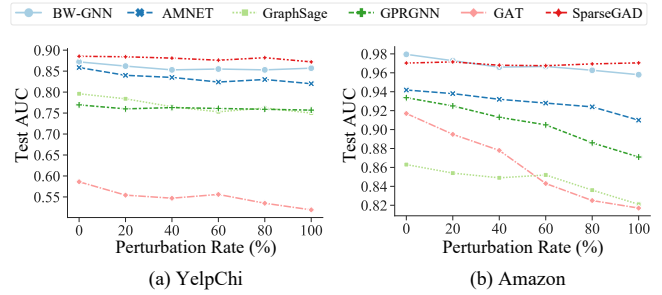 BW-GNN AMNET GraphSage GPRGNN GAT SparseGAD
0.90
0.85
0.80
0.75
0.70
0.65
0.60
0.55
Test AUC
0 20 40 60 80 100
Perturbation Rate (%)
(a) YelpChi
0.98
0.96
0.94
0.92
0.90
0.88
0.86
0.84
0.82
Test AUC
0 20 40 60 80 100
Perturbation Rate (%)
(b) Amazon